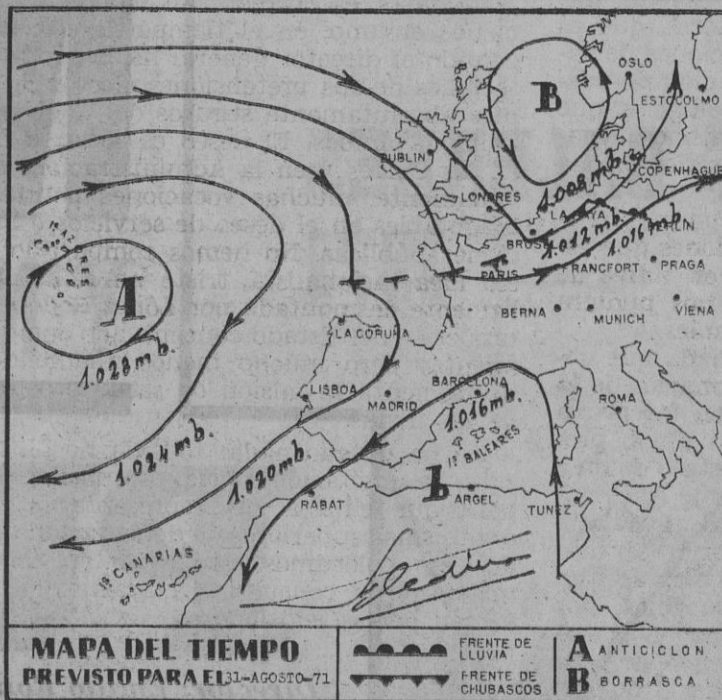 OSLO
B
ESTOCOLMO
DUBLIN
COPENHAGUE
1.008 mb.
LONDRES
LA HAYA
BERLIN
BRUSE
1.012 mb.
1.016 mb.
PARIS
FRANCFORT
PRAGA
A
BERNA
MUNICH
VIENA
LA CORUÑA
1.028 mb.
LISBOA
MADRID
BARCELONA
ROMA
1.016 mb.
1.024 mb.
1.020 mb.
Iˢ BALEARES
RABAT
ARGEL
TUNEZ
Iˢ CANARIAS
MAPA DEL TIEMPO
PREVISTO PARA EL 31-AGOSTO-71
FRENTE DE
LLUVIA
FRENTE DE
CHUBASCOS
A ANTICICLON
B BORRASCA